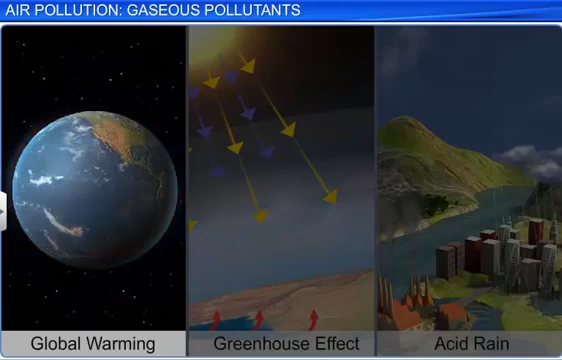 AIR POLLUTION: GASEOUS POLLUTANTS
Global Warming
Greenhouse Effect
Acid Rain